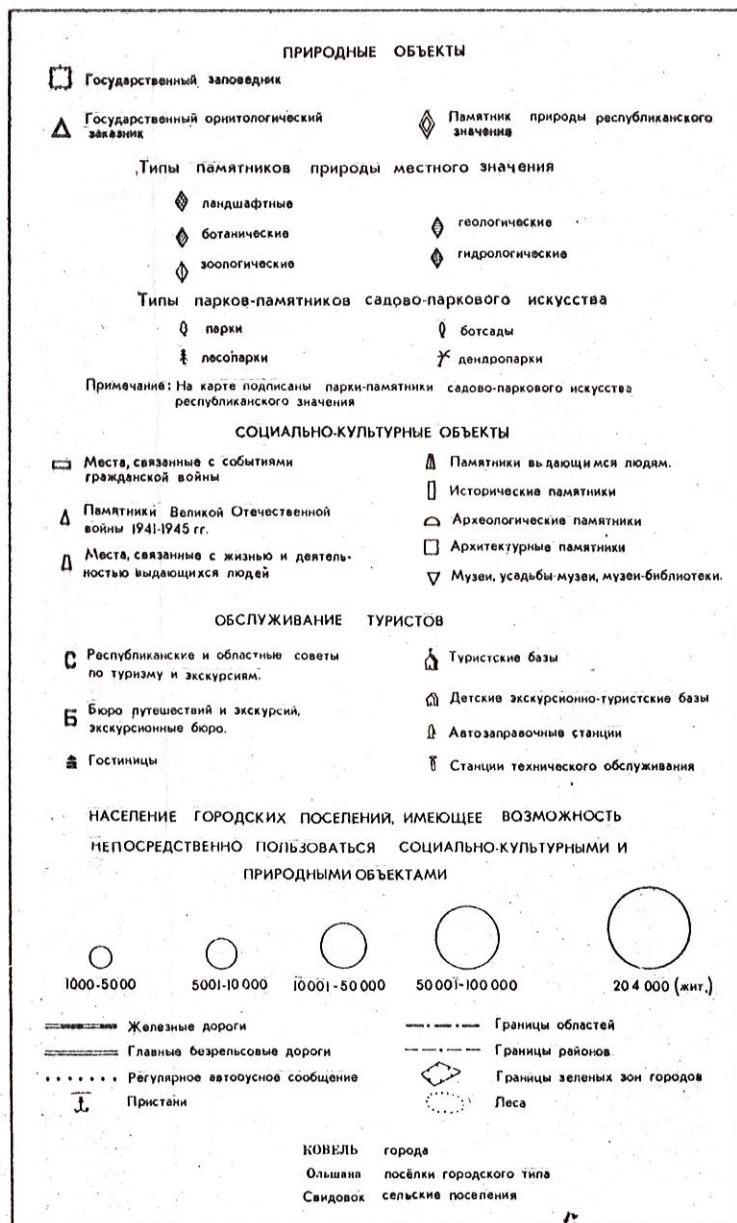 ПРИРОДНЫЕ ОБЪЕКТЫ
Государственный заповедник
Государственный орнитологический
заказник
Памятник природы республиканского
значения
Типы памятников природы местного значения
ландшафтные
ботанические
зоологические
геологические
гидрологические
Типы парков-памятников садово-паркового искусства
парки
лесопарки
ботсады
дендропарки
Примечание: На карте подписаны парки-памятники садово-паркового искусства
республиканского значения
СОЦИАЛЬНО-КУЛЬТУРНЫЕ ОБЪЕКТЫ
Места, связанные с событиями
гражданской войны
Памятники Великой Отечественной
войны 1941-1945 гг.
Места, связанные с жизнью и деятель-
ностью выдающихся людей
Памятники выдающимся людям.
Исторические памятники
Археологические памятники
Архитектурные памятники
Музеи, усадьбы-музеи, музеи-библиотеки.
ОБСЛУЖИВАНИЕ ТУРИСТОВ
С Республиканские и областные советы
по туризму и экскурсиям.
Б Бюро путешествий и экскурсий,
экскурсионные бюро.
Гостиницы
Туристские базы
Детские экскурсионно-туристские базы
Автозаправочные станции
Станции технического обслуживания
НАСЕЛЕНИЕ ГОРОДСКИХ ПОСЕЛЕНИЙ, ИМЕЮЩЕЕ ВОЗМОЖНОСТЬ
НЕПОСРЕДСТВЕННО ПОЛЬЗОВАТЬСЯ СОЦИАЛЬНО-КУЛЬТУРНЫМИ И
ПРИРОДНЫМИ ОБЪЕКТАМИ
1000-5000 5001-10 000 10001-50 000 50 001-100 000 204 000 (жит.)
Железные дороги
Главные безрельсовые дороги
Регулярное автобусное сообщение
Пристани
Границы областей
Границы районов
Границы зеленых зон городов
Леса
КОВЕЛЬ города
Ольшана посёлки городского типа
Свидовок сельские поселения